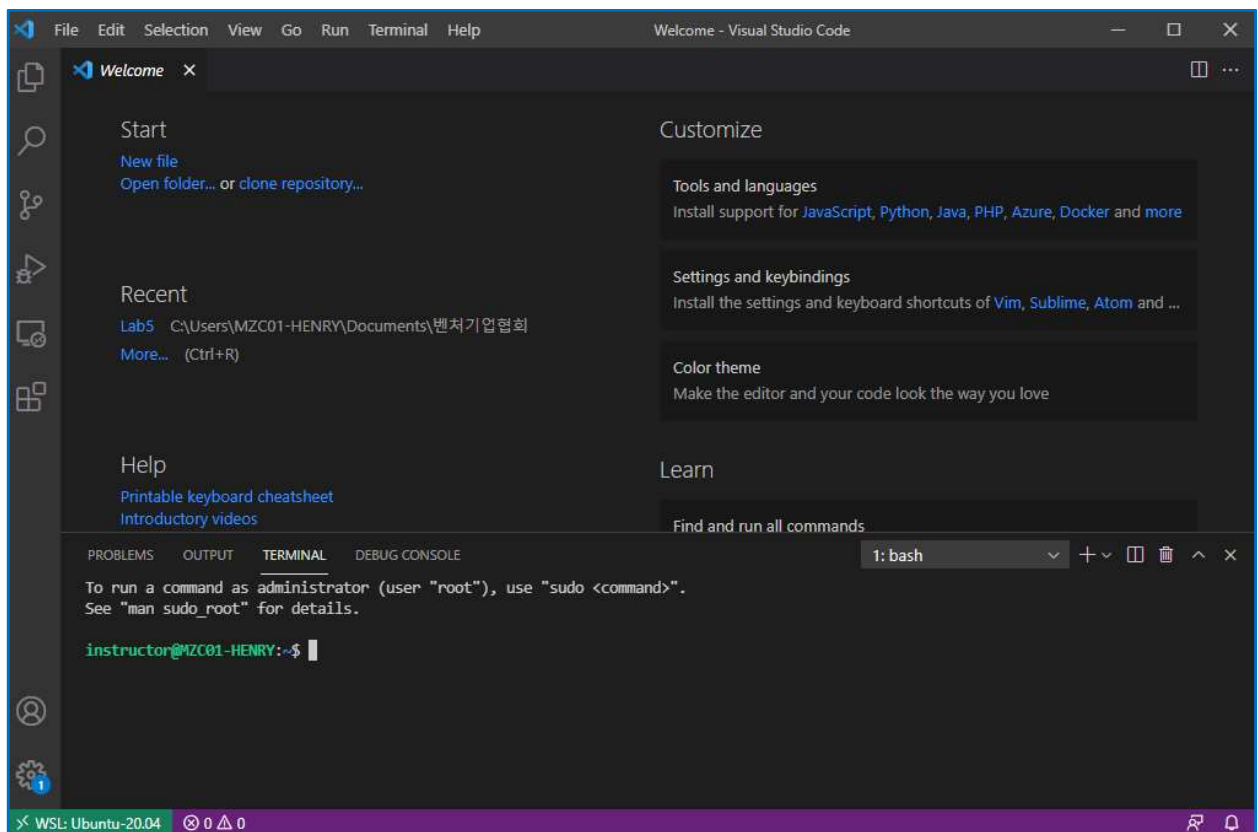 File Edit Selection View Go Run Terminal Help Welcome - Visual Studio Code
Welcome
Start
New file
Open folder... or clone repository...
Recent
Lab5 C:\Users\MZC01-HENRY\Documents\벤처기업협회
More... (Ctrl+R)
Help
Printable keyboard cheatsheet
Introductory videos
Customize
Tools and languages
Install support for JavaScript, Python, Java, PHP, Azure, Docker and more
Settings and keybindings
Install the settings and keyboard shortcuts of Vim, Sublime, Atom and ...
Color theme
Make the editor and your code look the way you love
Learn
Find and run all commands
PROBLEMS OUTPUT TERMINAL DEBUG CONSOLE 1: bash
To run a command as administrator (user "root"), use "sudo <command>".
See "man sudo_root" for details.
instructor@MZC01-HENRY:~$
1
WSL: Ubuntu-20.04 0 0